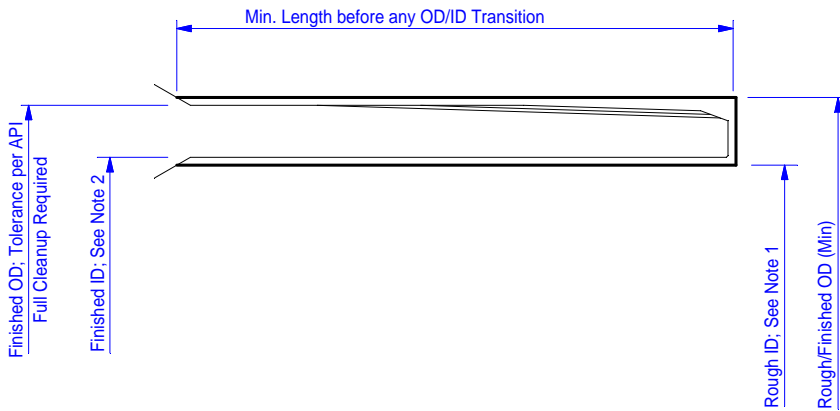 Min. Length before any OD/ID Transition
Finished OD; Tolerance per API
Full Cleanup Required
Finished ID; See Note 2
Rough ID; See Note 1
Rough/Finished OD (Min)